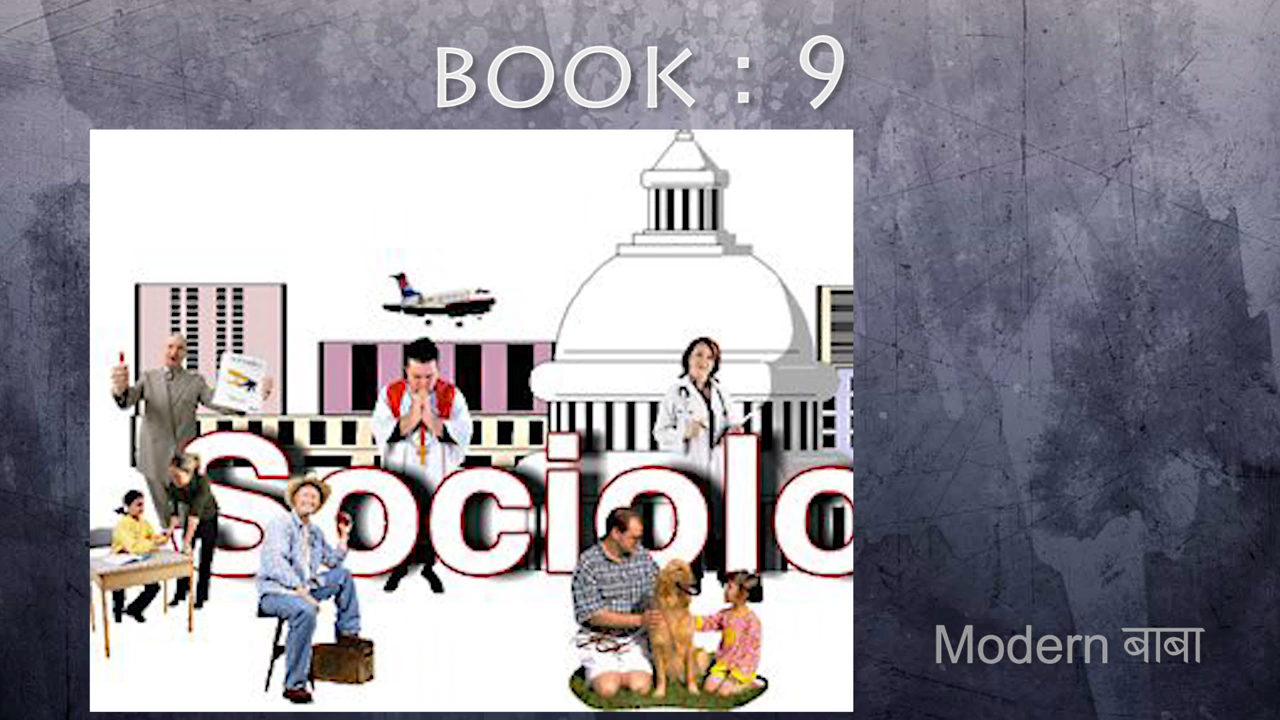 BOOK : 9
Sociolo
Modern बाबा